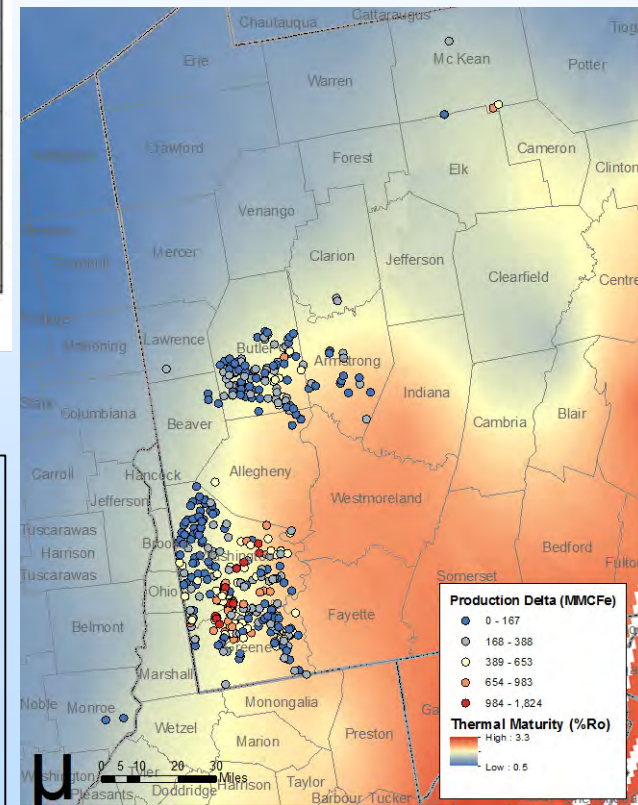 Cattaraugus
Chautauqua
Tiog
Erie
Mc Kean
Warren
Potter
Crawford
Forest
Cameron
Elk
Clinton
Venango
Mercer
Clarion
Jefferson
Clearfield
Centre
Lawrence
Mahoning
Butler
Armstrong
Indiana
Columbiana
Beaver
Cambria
Blair
Carroll
Hancock
Allegheny
Jefferson
Westmoreland
Tuscarawas
Harrison
Tuscarawas
Broo
Washington
Bedford
Fulto
Ohio
Somerset
Belmont
Fayette
Greene
Marshall
Noble
Monroe
Monongalia
Wetzel
Preston
Marion
Ga
Washington
Tyler
Pleasants
Doddridge
Harrison
Taylor
Barbour
Tucker
Production Delta (MMCFe)
0 - 167
168 - 388
389 - 653
654 - 983
984 - 1,824
Thermal Maturity (%Ro)
High : 3.3
Low : 0.5
0 5 10 20 30
Miles
µ